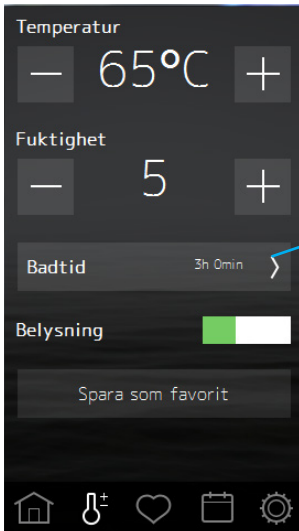 Temperatur
— 65°C +
Fuktighet
— 5 +
Badtid 3h 0min >
Belysning
Spara som favorit